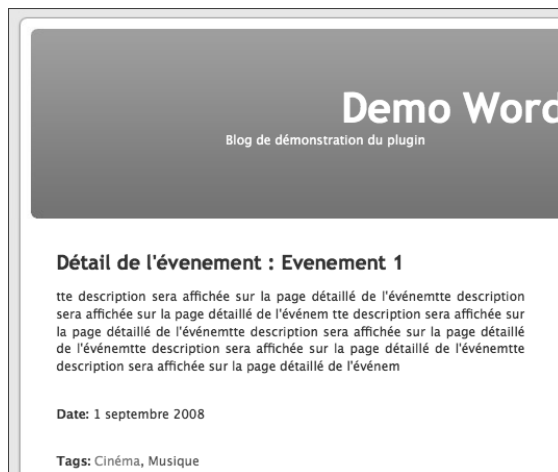 Demo Word
Blog de démonstration du plugin
Détail de l'évenement : Evenement 1
tte description sera affichée sur la page détaillé de l'événemtte description
sera affichée sur la page détaillé de l'événem tte description sera affichée sur
la page détaillé de l'événemtte description sera affichée sur la page détaillé
de l'événemtte description sera affichée sur la page détaillé de l'événemtte
description sera affichée sur la page détaillé de l'événem
Date: 1 septembre 2008
Tags: Cinéma, Musique